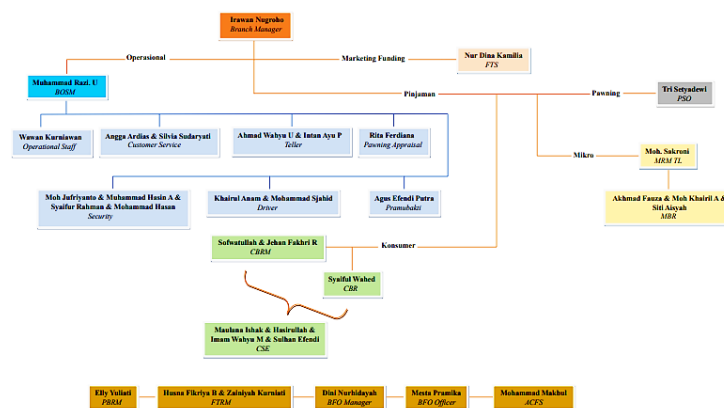 Irawan Nugroho
Branch Manager
Operasional
Marketing Funding
Nur Dina Kamilia
FTS
Muhammad Razi. U
BOSM
Pinjaman
Pawning
Tri Setyadewi
PSO
Wawan Kurniawan
Operational Staff
Angga Ardias & Silvia Sudaryati
Customer Service
Ahmad Wahyu U & Intan Ayu P
Teller
Rita Ferdiana
Pawning Appraisal
Mikro
Moh. Sakroni
MRM TL
Moh Jufriyanto & Muhammad Hasin A &
Syaifur Rahman & Mohammad Hasan
Security
Khairul Anam & Mohammad Sjahid
Driver
Agus Efendi Putra
Pramubakti
Akhmad Fauza & Moh Khairil A &
Siti Aisyah
MBR
Sofwatullah & Jehan Fakhri R
CBRM
Konsumer
Syaiful Wahed
CBR
Maulana Ishak & Hasirullah &
Imam Wahyu M & Sulhan Efendi
CSE
Elly Yuliati
PBRM
Husna Fikriya B & Zainiyah Kurniati
FTRM
Dini Nurhidayah
BFO Manager
Mesta Pramika
BFO Officer
Mohammad Makhul
ACFS